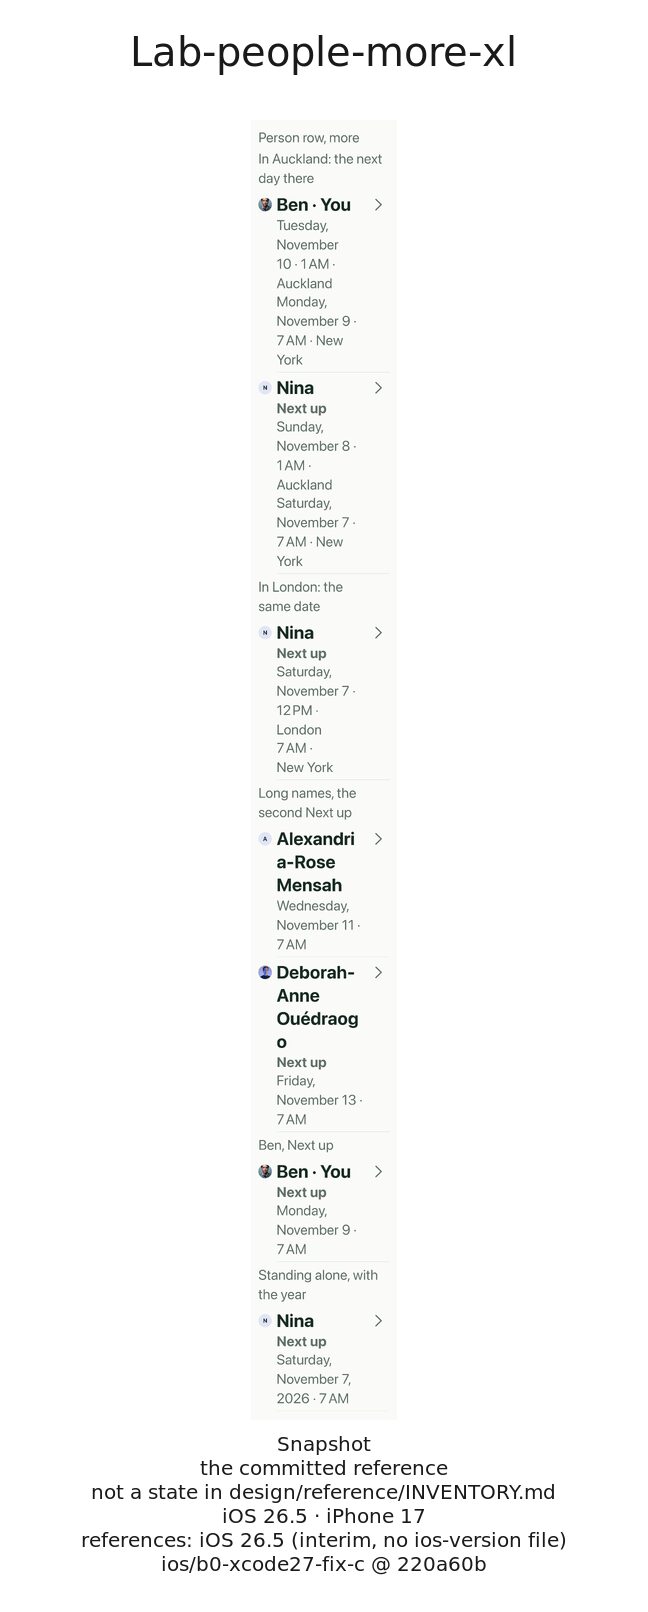 Lab-people-more-xl
Person row, more
In Auckland: the next
day there
Ben · You
Tuesday,
November
10 · 1 AM ·
Auckland
Monday,
November 9 ·
7 AM · New
York
N
Nina
Next up
Sunday,
November 8 ·
1 AM ·
Auckland
Saturday,
November 7 ·
7 AM · New
York
In London: the
same date
N
Nina
Next up
Saturday,
November 7 ·
12 PM ·
London
7 AM ·
New York
Long names, the
second Next up
A
Alexandri
a-Rose
Mensah
Wednesday,
November 11 ·
7 AM
Deborah-
Anne
Ouédraog
o
Next up
Friday,
November 13 ·
7 AM
Ben, Next up
Ben · You
Next up
Monday,
November 9 ·
7 AM
Standing alone, with
the year
N
Nina
Next up
Saturday,
November 7,
2026 · 7 AM
Snapshot
the committed reference
not a state in design/reference/INVENTORY.md
iOS 26.5 · iPhone 17
references: iOS 26.5 (interim, no ios-version file)
ios/b0-xcode27-fix-c @ 220a60b